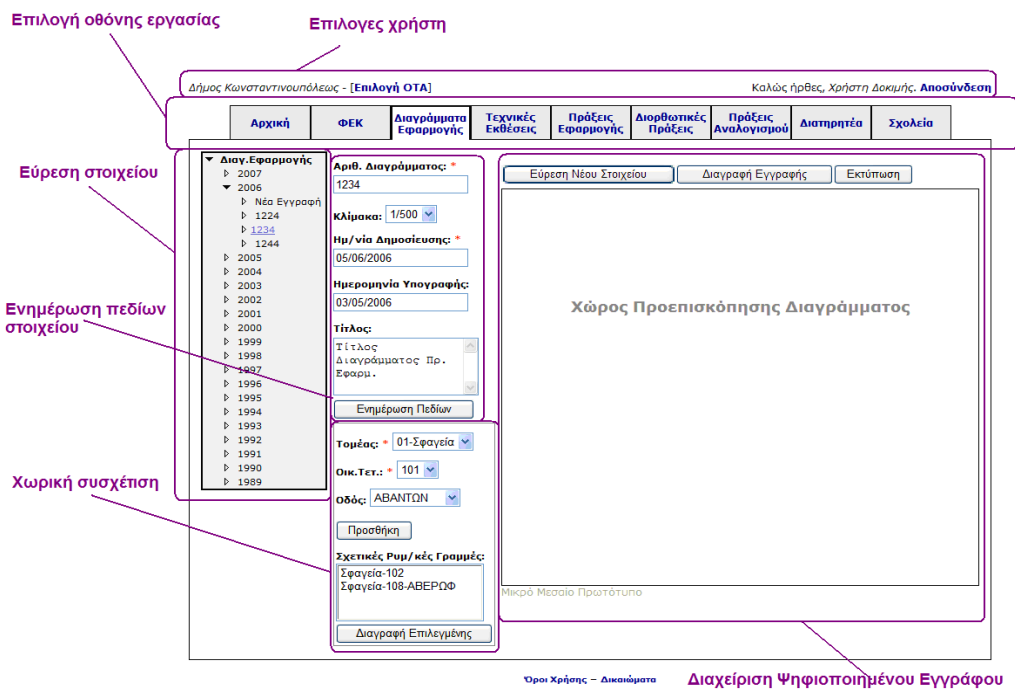 Επιλογή οθόνης εργασίας
Επιλογες χρήστη
Δήμος Κωνσταντινουπόλεως - [Επιλογή ΟΤΑ]
Καλώς ήρθες, Χρήστη Δοκιμής. Αποσύνδεση
Αρχική
ΦΕΚ
Διαγράμματα
Εφαρμογής
Τεχνικές
Εκθέσεις
Πράξεις
Εφαρμογής
Διορθωτικές
Πράξεις
Πράξεις
Αναλογισμού
Διατηρητέα
Σχολεία
Εύρεση στοιχείου
Διαγ.Εφαρμογής
2007
2006
Νέα Εγγραφή
1224
1234
1244
2005
2004
2003
2002
2001
2000
1999
1998
1997
1996
1995
1994
1993
1992
1991
1990
1989
Αριθ. Διαγράμματος: *
1234
Κλίμακα: 1/500
Ημ/νία Δημοσίευσης: *
05/06/2006
Ημερομηνία Υπογραφής:
03/05/2006
Τίτλος:
Τίτλος
Διαγράμματος Πρ.
Εφαρμ.
Ενημέρωση Πεδίων
Ενημέρωση πεδίων
στοιχείου
Τομέας: * 01-Σφαγεία
Οικ.Τετ.: * 101
Οδός: ΑΒΑΝΤΩΝ
Προσθήκη
Σχετικές Ρυμ/κές Γραμμές:
Σφαγεία-102
Σφαγεία-108-ΑΒΕΡΩΦ
Διαγραφή Επιλεγμένης
Χωρική συσχέτιση
Εύρεση Νέου Στοιχείου
Διαγραφή Εγγραφής
Εκτύπωση
Χώρος Προεπισκόπησης Διαγράμματος
Μικρό Μεσαίο Πρωτότυπο
Όροι Χρήσης – Δικαιώματα
Διαχείριση Ψηφιοποιημένου Εγγράφου